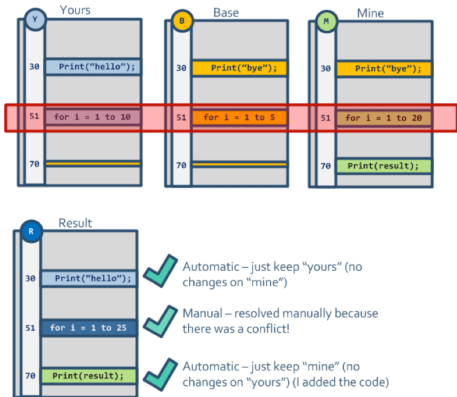 Yours
Base
Mine
Y
B
M
30 Print("hello");
30 Print("bye");
30 Print("bye");
51 for i = 1 to 10
51 for i = 1 to 5
51 for i = 1 to 20
70
70
70 Print(result);
Result
R
30 Print("hello");
Automatic – just keep "yours" (no
changes on "mine")
51 for i = 1 to 25
Manual – resolved manually because
there was a conflict!
70 Print(result);
Automatic – just keep "mine" (no
changes on "yours") (I added the code)